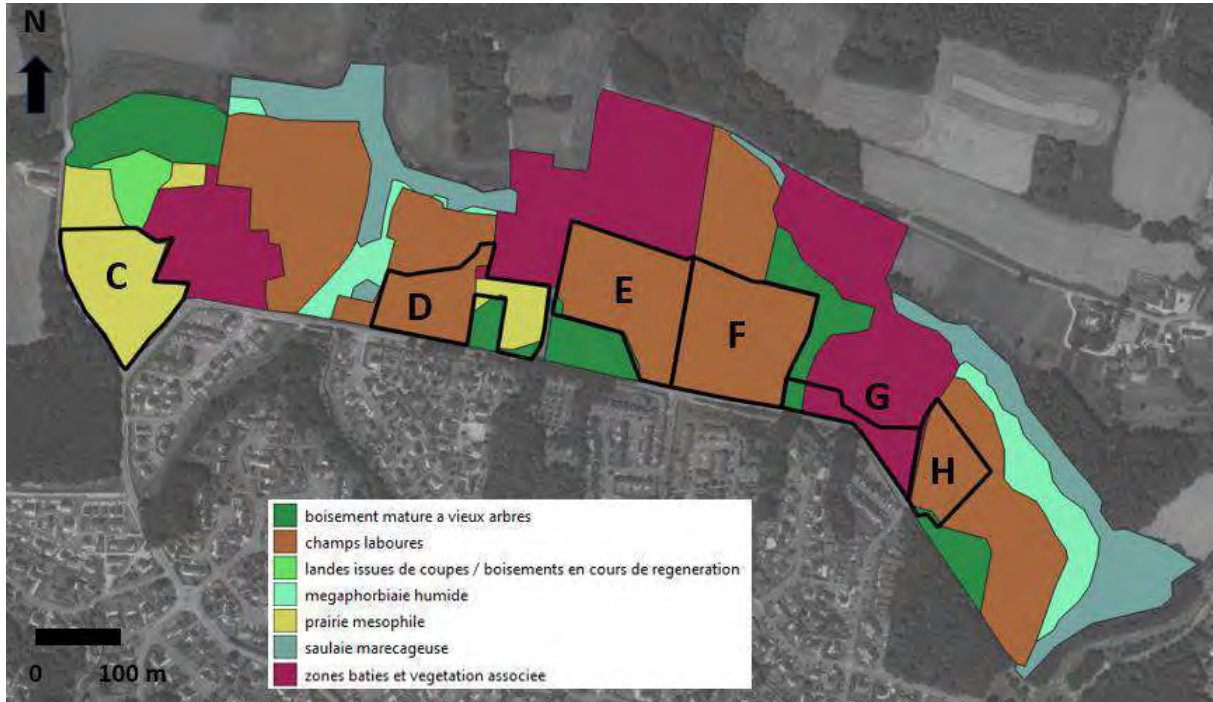 N
C
D
E
F
G
H
boisement mature a vieux arbres
champs laboures
landes issues de coupes / boisements en cours de regeneration
megaphorbiaie humide
prairie mesophile
saulaie marecageuse
zones baties et vegetation associee
0 100 m